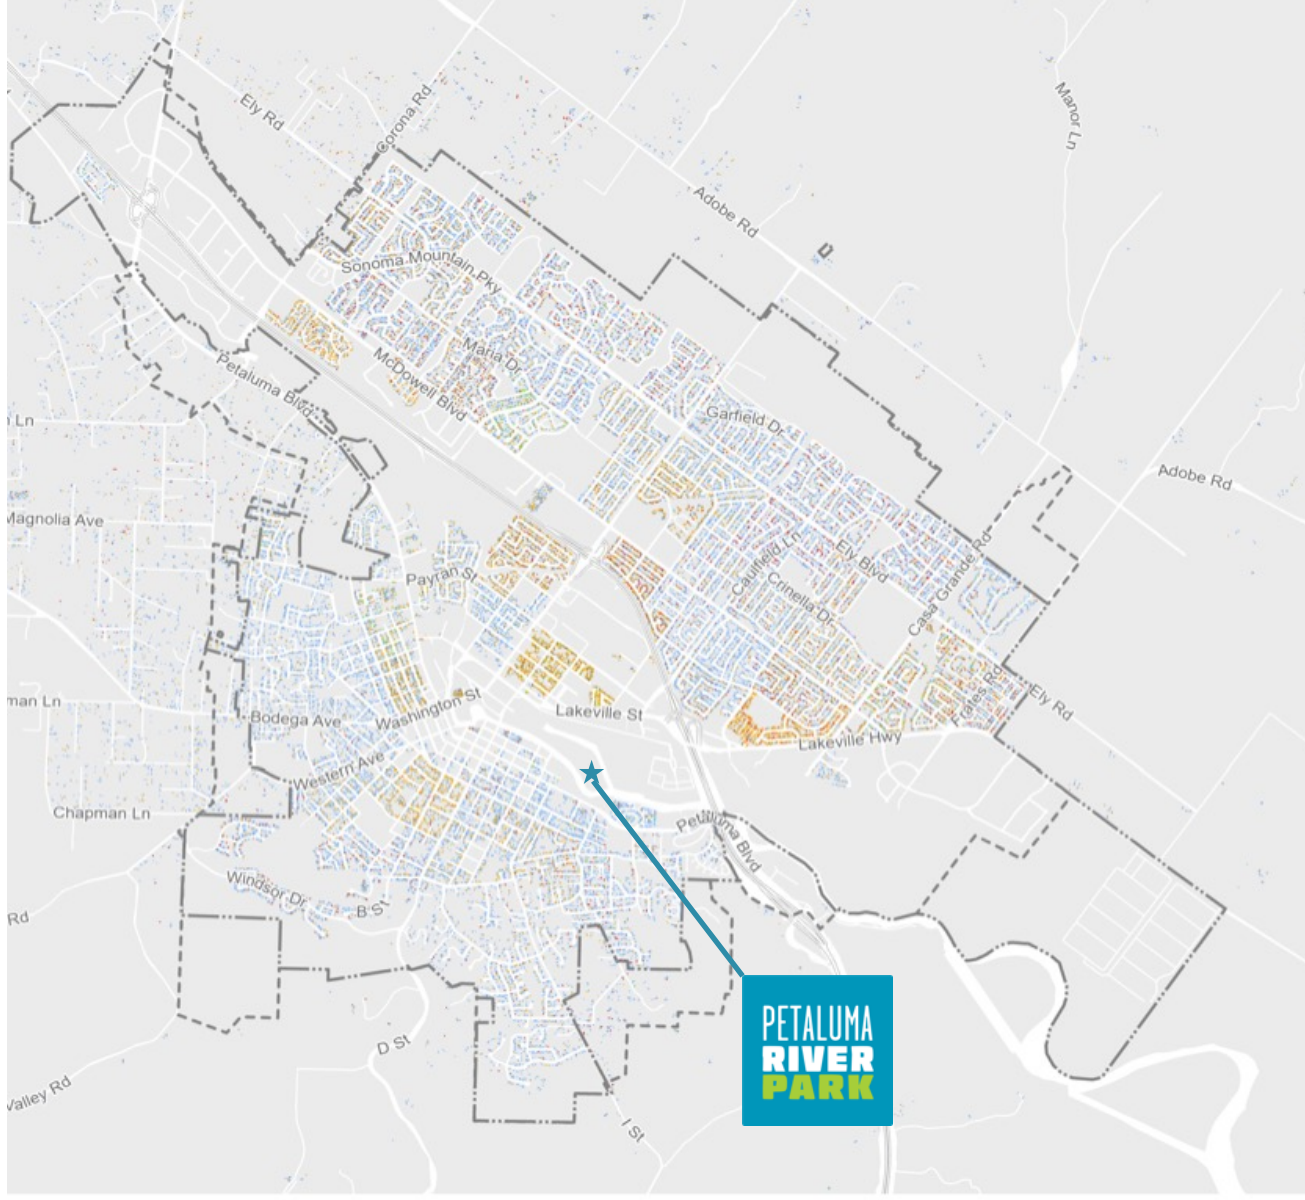 Ely Rd
Corona Rd
Manor Ln
Adobe Rd
Sonoma Mountain Pky
Maria Dr
McDowell Blvd
Petaluma Blvd
Ln
Garfield Dr
Adobe Rd
Magnolia Ave
Ely Blvd
Caulfield Ln
Crinella Dr
Casa Grande Rd
Payran St
Frates Rd
Ely Rd
man Ln
Bodega Ave
Washington St
Lakeville St
Lakeville Hwy
Western Ave
Chapman Ln
Petaluma Blvd
Windsor Dr
B St
Rd
D St
Valley Rd
I St
PETALUMA
RIVER
PARK